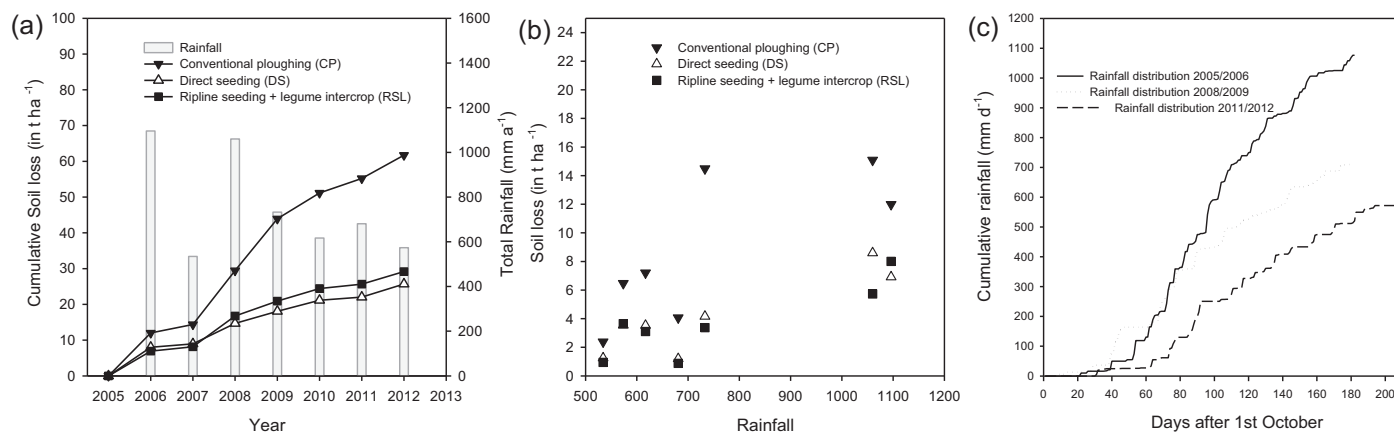 (a)
100
90
80
70
60
50
40
30
20
10
0
Cumulative Soil loss (in t ha -1)
Rainfall
Conventional ploughing (CP)
Direct seeding (DS)
Ripline seeding + legume intercrop (RSL)
1600
1400
1200
1000
800
600
400
200
0
Total Rainfall (mm a-1)
2005 2006 2007 2008 2009 2010 2011 2012 2013
Year
(b)
24
22
20
18
16
14
12
10
8
6
4
2
0
Soil loss (in t ha -1)
Conventional ploughing (CP)
Direct seeding (DS)
Ripline seeding + legume intercrop (RSL)
500 600 700 800 900 1000 1100 1200
Rainfall
(c)
1200
1100
1000
900
800
700
600
500
400
300
200
100
0
Cumulative rainfall (mm d-1)
Rainfall distribution 2005/2006
Rainfall distribution 2008/2009
Rainfall distribution 2011/2012
0 20 40 60 80 100 120 140 160 180 200
Days after 1st October